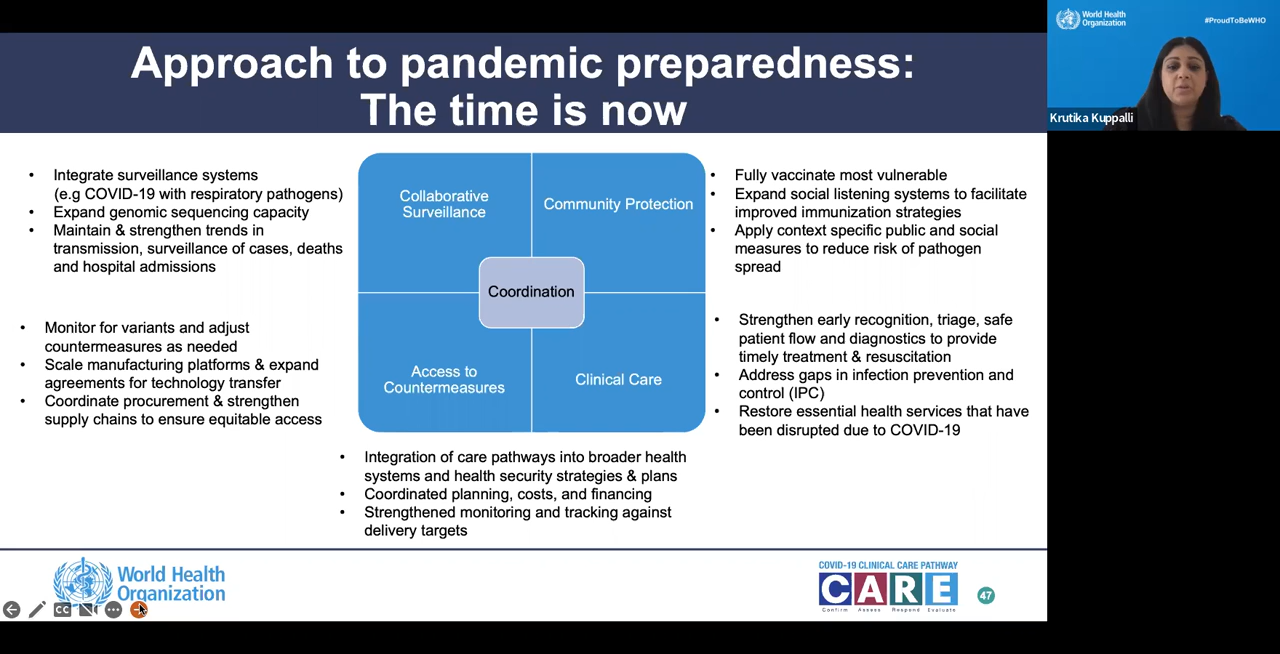 Approach to pandemic preparedness:
The time is now
World Health
Organization
#ProudToBeWHO
Krutika Kuppalli
• Integrate surveillance systems
(e.g COVID-19 with respiratory pathogens)
• Expand genomic sequencing capacity
• Maintain & strengthen trends in
transmission, surveillance of cases, deaths
and hospital admissions
Collaborative
Surveillance
Community Protection
• Fully vaccinate most vulnerable
• Expand social listening systems to facilitate
improved immunization strategies
• Apply context specific public and social
measures to reduce risk of pathogen
spread
Coordination
• Monitor for variants and adjust
countermeasures as needed
• Scale manufacturing platforms & expand
agreements for technology transfer
• Coordinate procurement & strengthen
supply chains to ensure equitable access
Access to
Countermeasures
Clinical Care
• Strengthen early recognition, triage, safe
patient flow and diagnostics to provide
timely treatment & resuscitation
• Address gaps in infection prevention and
control (IPC)
• Restore essential health services that have
been disrupted due to COVID-19
• Integration of care pathways into broader health
systems and health security strategies & plans
• Coordinated planning, costs, and financing
• Strengthened monitoring and tracking against
delivery targets
World Health
Organization
CC
COVID-19 CLINICAL CARE PATHWAY
CARE
Confirm Assess Respond Evaluate
47